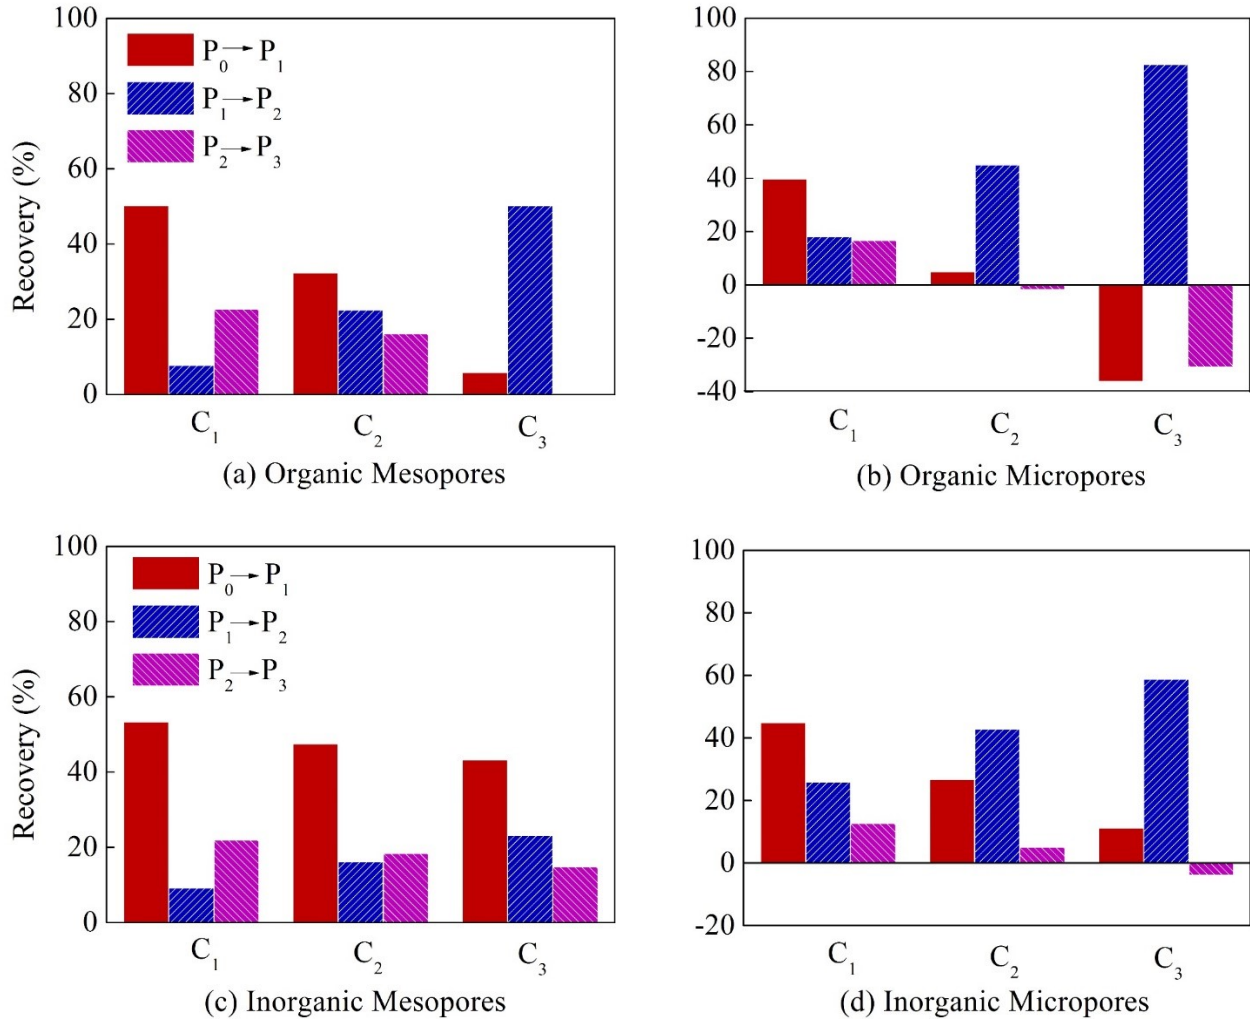 100
80
60
40
20
0
Recovery (%)
P₀→P₁
P₁→P₂
P₂→P₃
C₁ C₂ C₃
(a) Organic Mesopores
100
80
60
40
20
0
-20
-40
C₁ C₂ C₃
(b) Organic Micropores
100
80
60
40
20
0
Recovery (%)
P₀→P₁
P₁→P₂
P₂→P₃
C₁ C₂ C₃
(c) Inorganic Mesopores
100
80
60
40
20
0
-20
C₁ C₂ C₃
(d) Inorganic Micropores